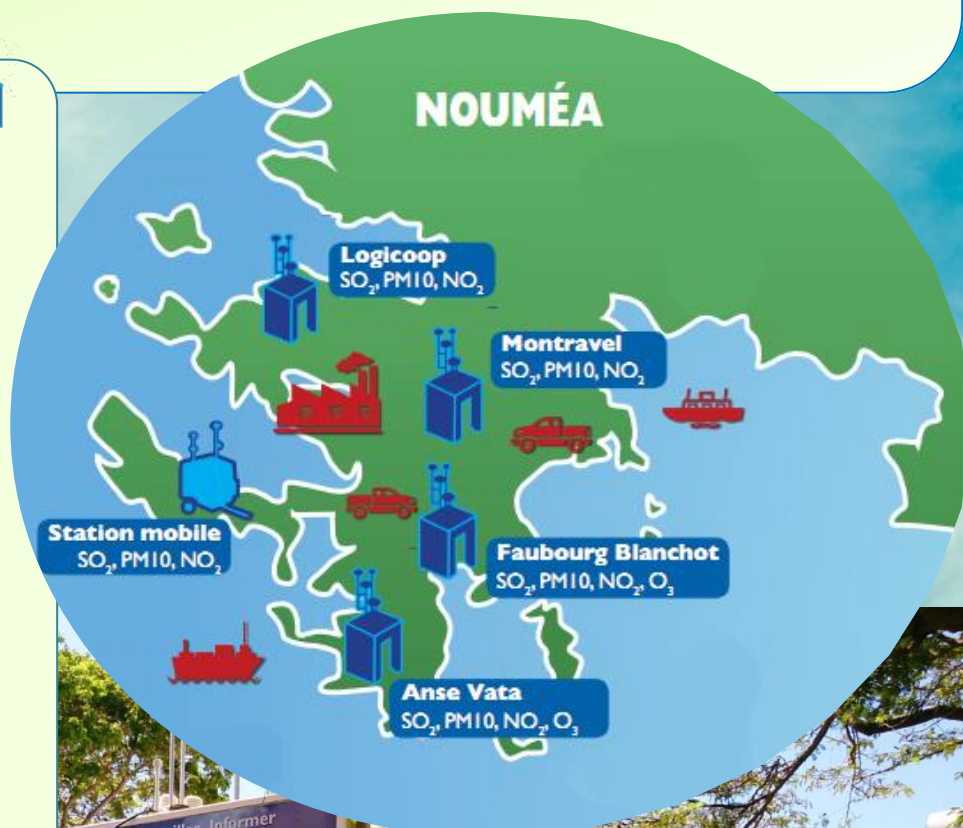 NOUMÉA
Logicoop
SO₂, PM10, NO₂
Montravel
SO₂, PM10, NO₂
Station mobile
SO₂, PM10, NO₂
Faubourg Blanchot
SO₂, PM10, NO₂, O₃
Anse Vata
SO₂, PM10, NO₂, O₃
Informer